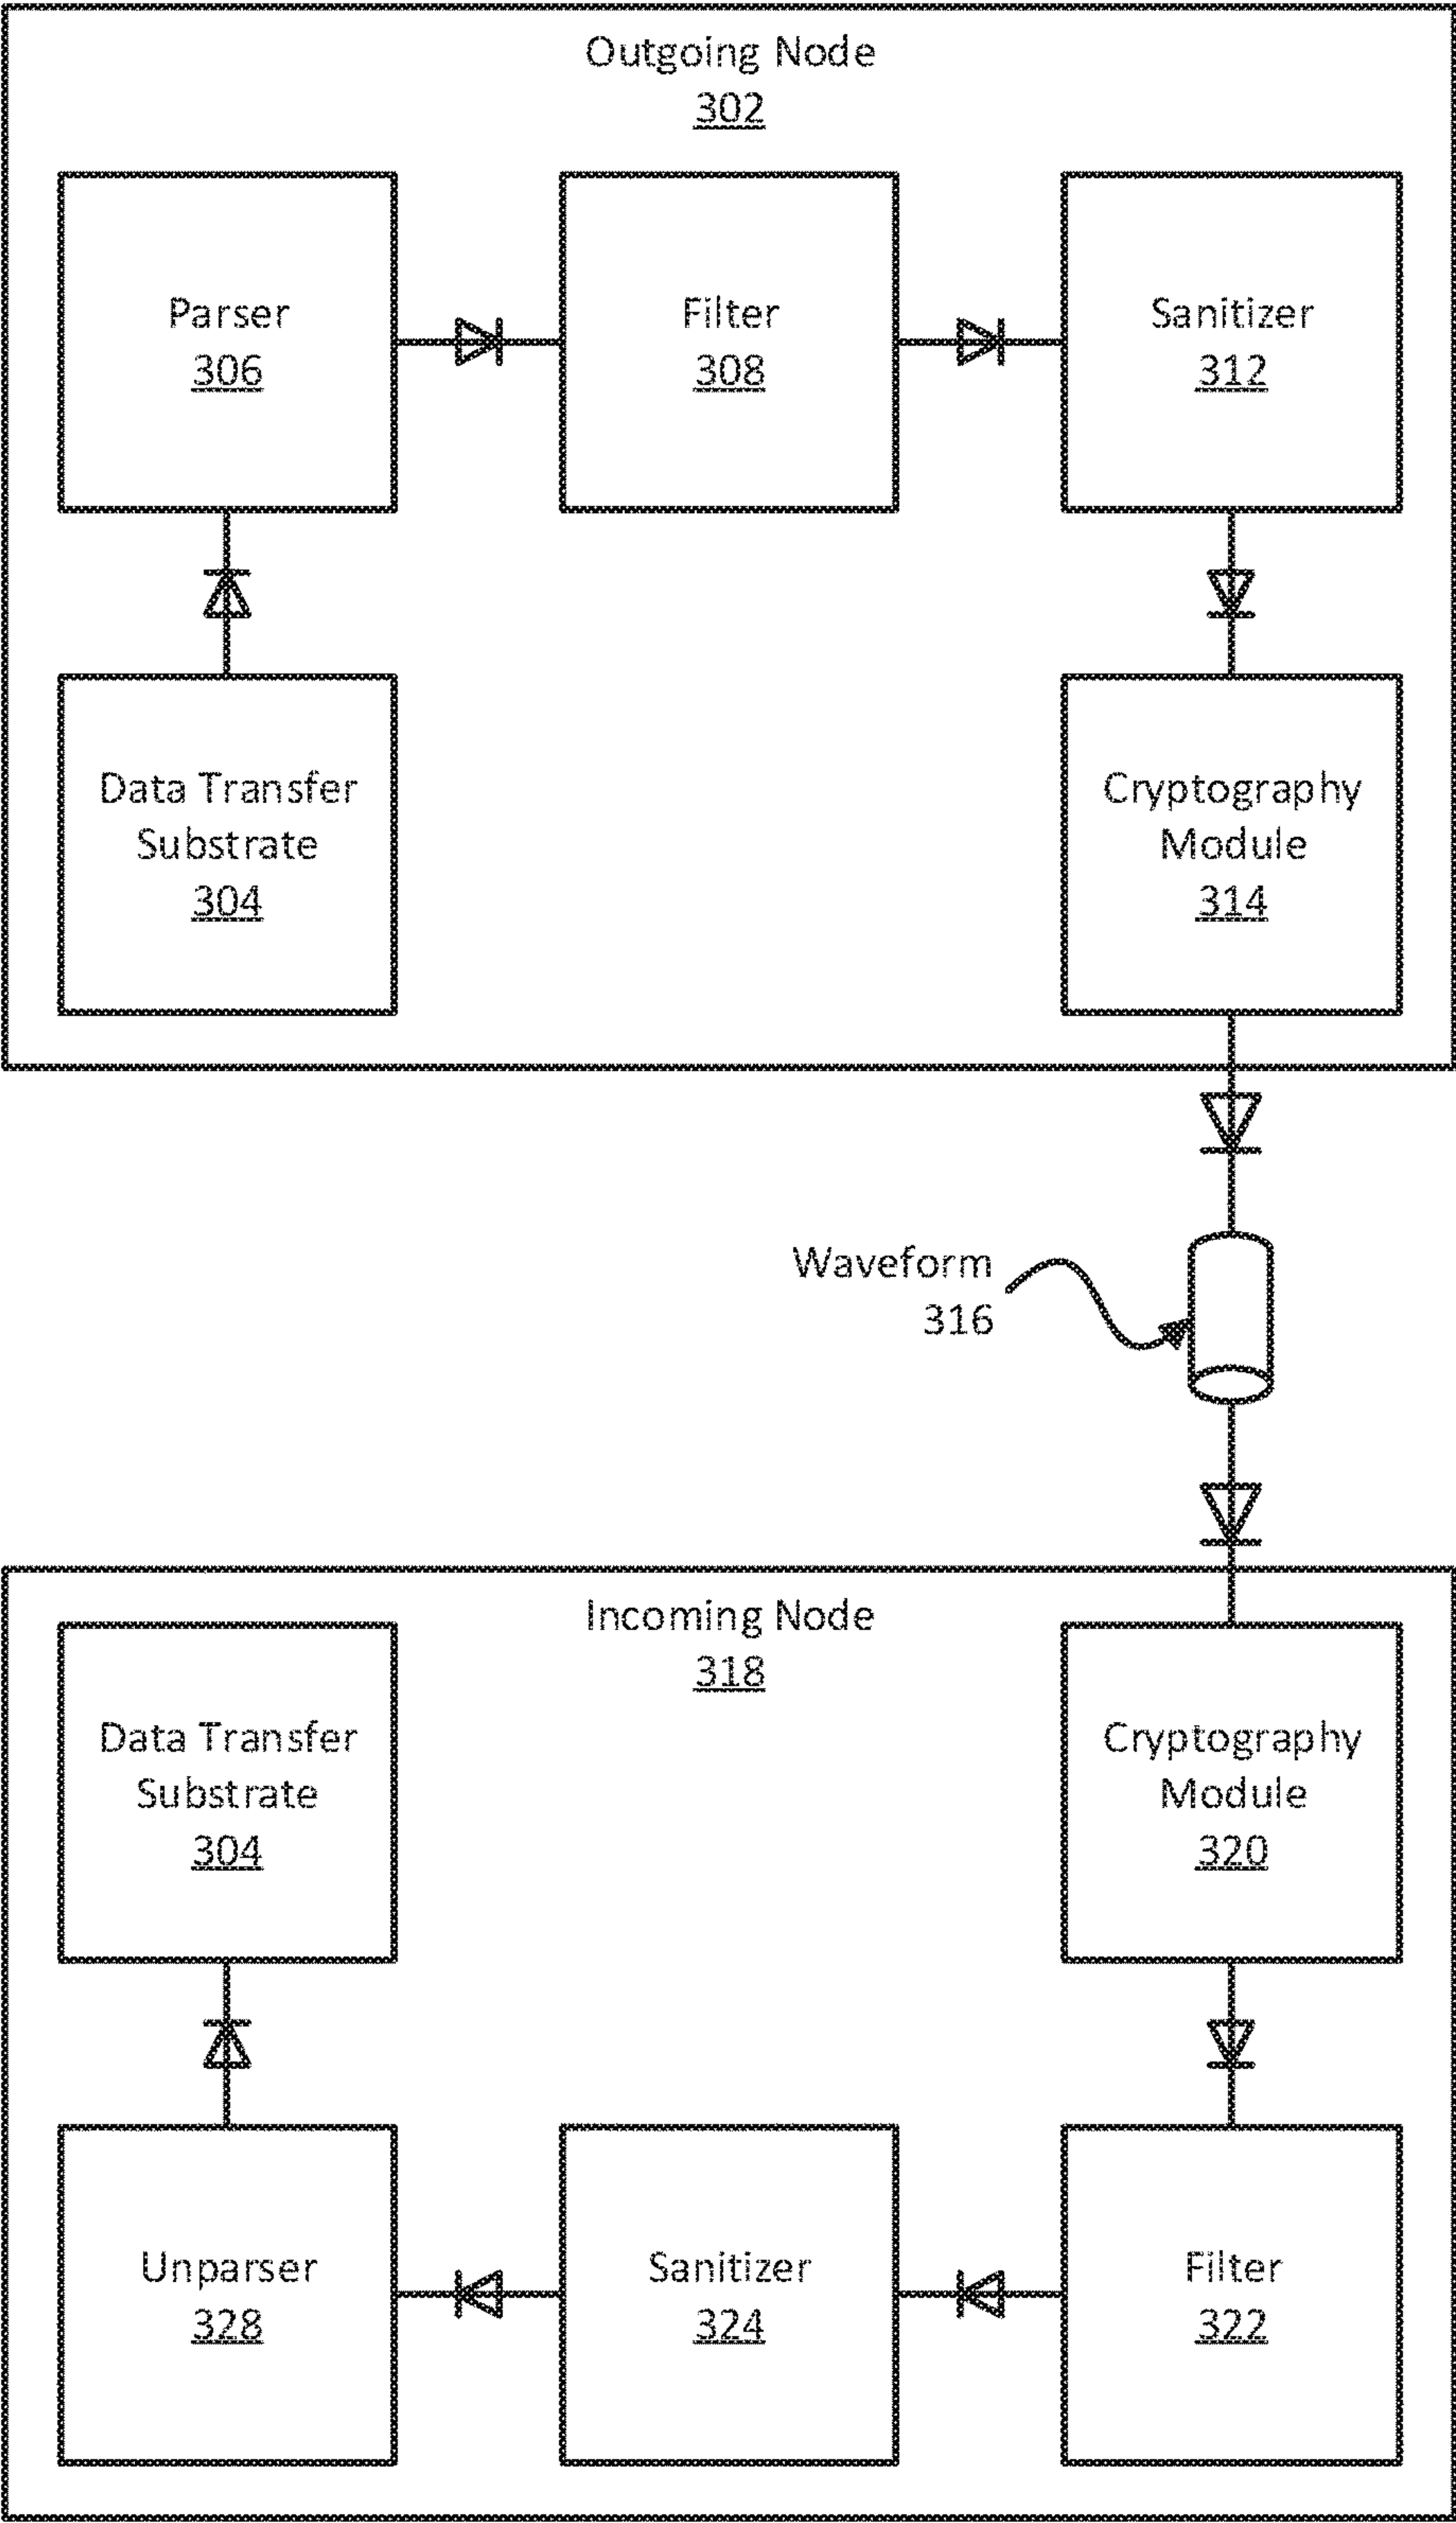 Outgoing Node
302
Parser
306
Filter
308
Sanitizer
312
Data Transfer
Substrate
304
Cryptography
Module
314
Waveform
316
Incoming Node
318
Data Transfer
Substrate
304
Cryptography
Module
320
Unparser
328
Sanitizer
324
Filter
322